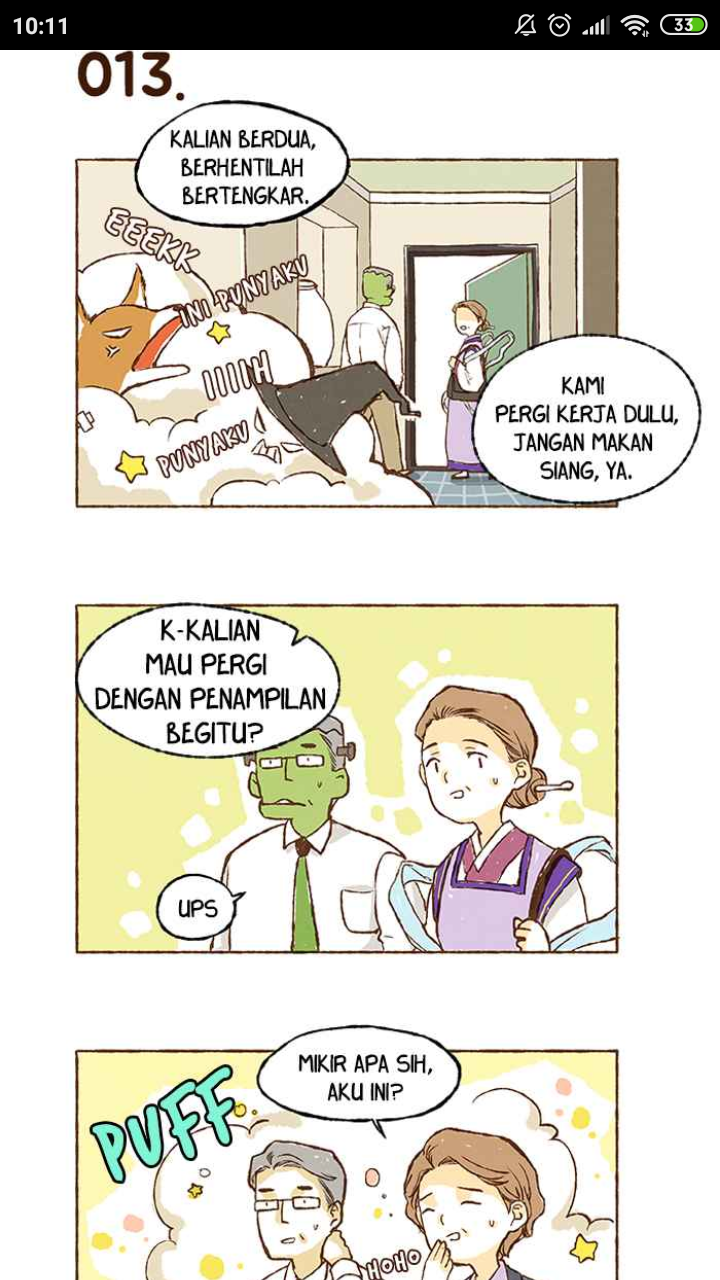 10:11
33
013.
KALIAN BERDUA,
BERHENTILAH
BERTENGKAR.
EEEKK
INI PUNYAKU
IIIIH
PUNYAKU
KAMI
PERGI KERJA DULU,
JANGAN MAKAN
SIANG, YA.
K-KALIAN
MAU PERGI
DENGAN PENAMPILAN
BEGITU?
UPS
MIKIR APA SIH,
AKU INI?
PUFF
HOHO